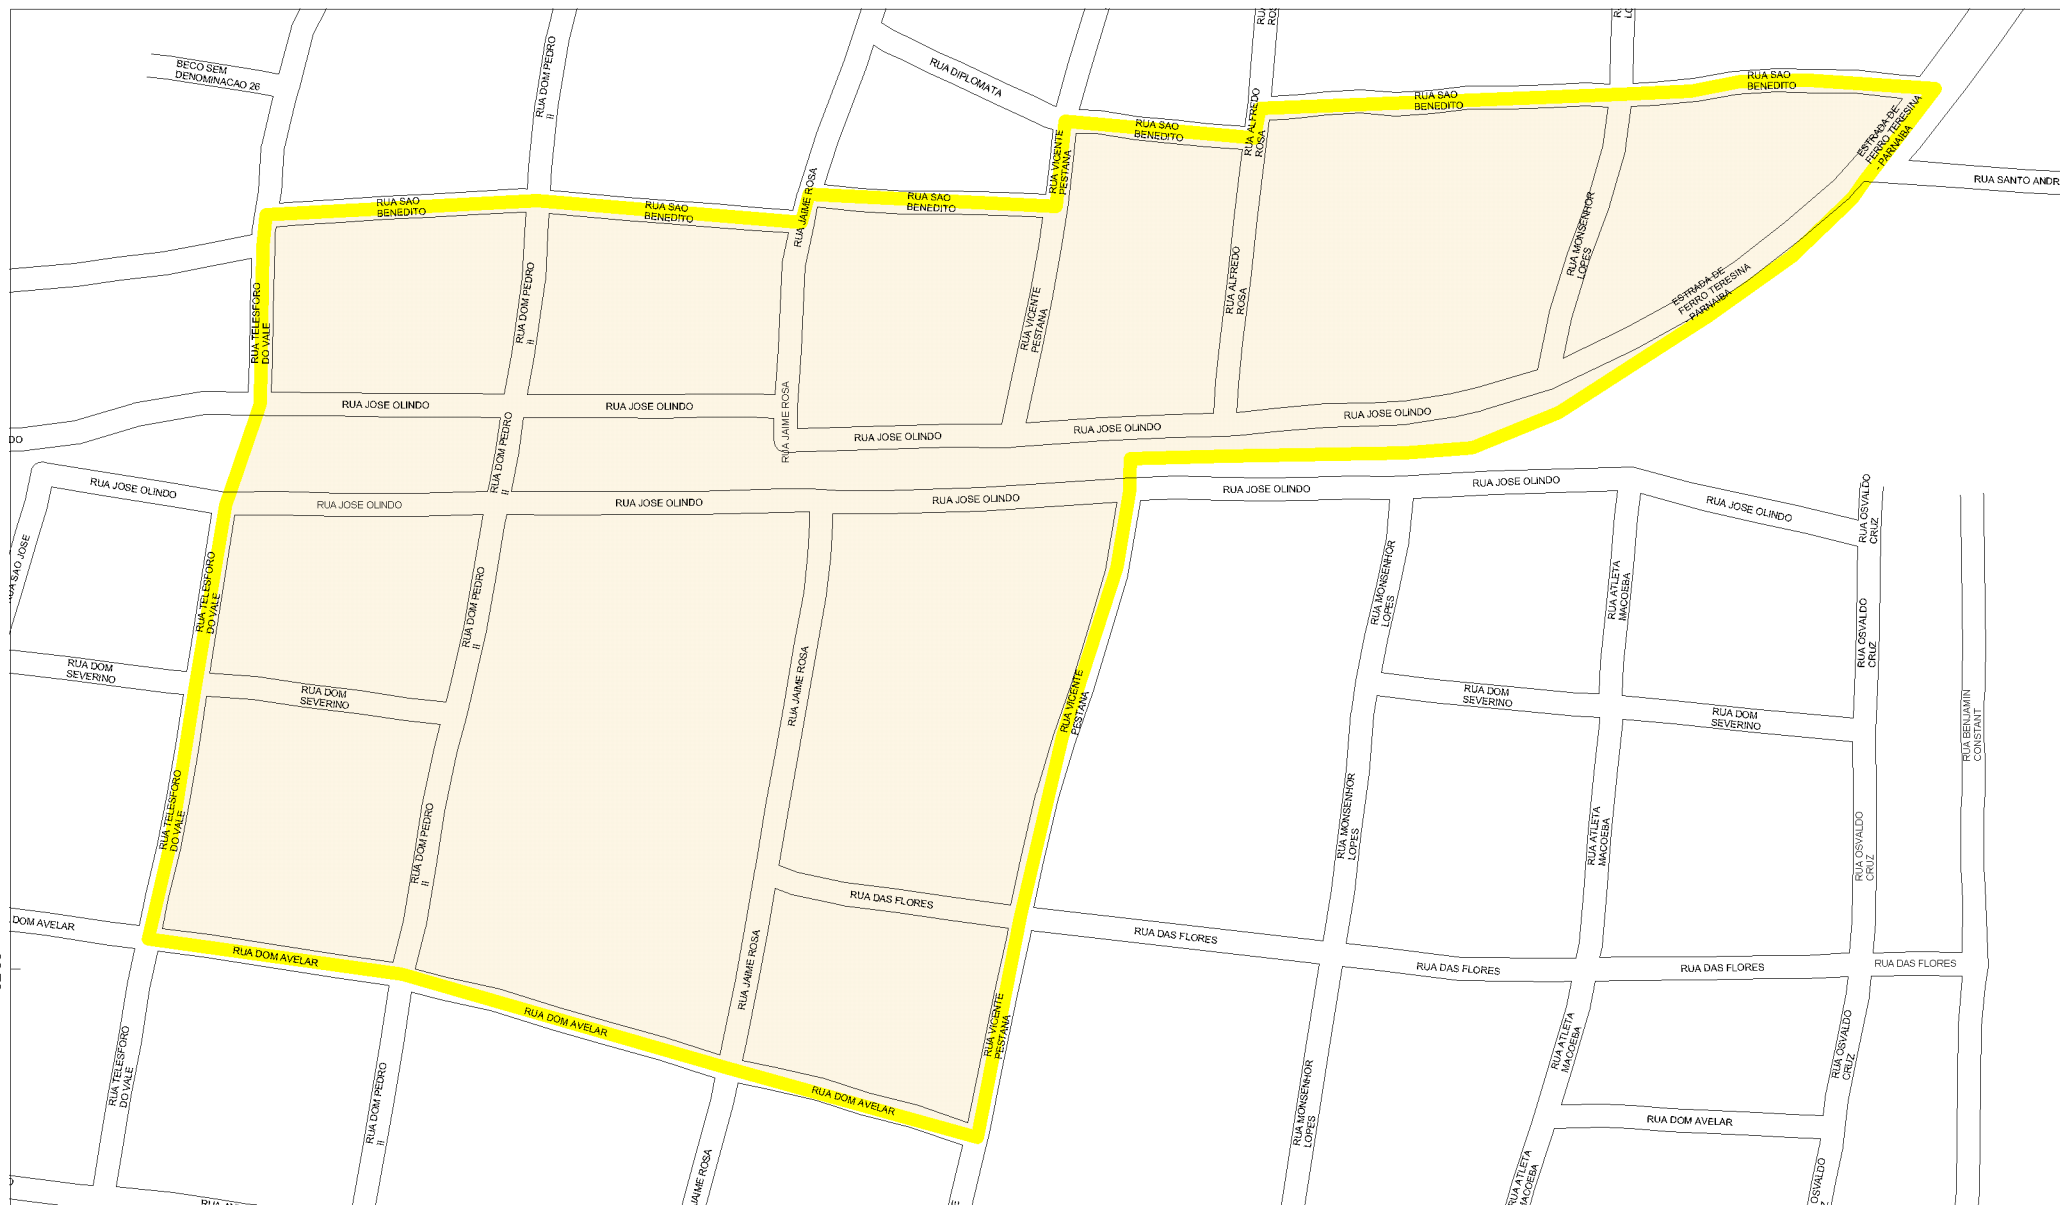 BECO SEM
DENOMINACAO 26
RUA DOM PEDRO
II
RUA DIPLOMATA
RUA SAO
BENEDITO
RUA ALFREDO
ROSA
RUA SAO
BENEDITO
RUA SAO
BENEDITO
ESTRADA DE
FERRO TERESINA
- PARNAIBA
RUA SANTO ANDR
RUA SAO
BENEDITO
RUA SAO
BENEDITO
RUA JAIME ROSA
RUA SAO
BENEDITO
RUA VICENTE
PESTANA
RUA TELESFORO
DO VALE
RUA DOM PEDRO
II
RUA VICENTE
PESTANA
RUA ALFREDO
ROSA
RUA MONSENHOR
LOPES
ESTRADA DE
FERRO TERESINA
- PARNAIBA
RUA JOSE OLINDO
RUA JOSE OLINDO
RUA JAIME ROSA
RUA JOSE OLINDO
RUA JOSE OLINDO
RUA JOSE OLINDO
DO
RUA DOM PEDRO
II
RUA JOSE OLINDO
RUA JOSE OLINDO
RUA JOSE OLINDO
RUA JOSE OLINDO
RUA JOSE OLINDO
RUA JOSE OLINDO
RUA JOSE OLINDO
RUA OSVALDO
CRUZ
RUA SAO JOSE
RUA TELESFORO
DO VALE
RUA DOM PEDRO
II
RUA MONSENHOR
LOPES
RUA ATLETA
MACOEBA
RUA OSVALDO
CRUZ
RUA DOM
SEVERINO
RUA DOM
SEVERINO
RUA JAIME ROSA
RUA VICENTE
PESTANA
RUA DOM
SEVERINO
RUA DOM
SEVERINO
RUA BENJAMIN
CONSTANT
RUA TELESFORO
DO VALE
RUA DOM PEDRO
II
RUA MONSENHOR
LOPES
RUA ATLETA
MACOEBA
RUA OSVALDO
CRUZ
RUA DAS FLORES
DOM AVELAR
RUA DOM AVELAR
RUA JAIME ROSA
RUA DAS FLORES
RUA DAS FLORES
RUA DAS FLORES
RUA DAS FLORES
RUA DOM AVELAR
RUA VICENTE
PESTANA
RUA TELESFORO
DO VALE
RUA DOM PEDRO
II
RUA DOM AVELAR
RUA MONSENHOR
LOPES
RUA ATLETA
MACOEBA
RUA OSVALDO
CRUZ
RUA DOM AVELAR
JAIME ROSA
RUA ATLETA
MACOEBA
OSVALDO